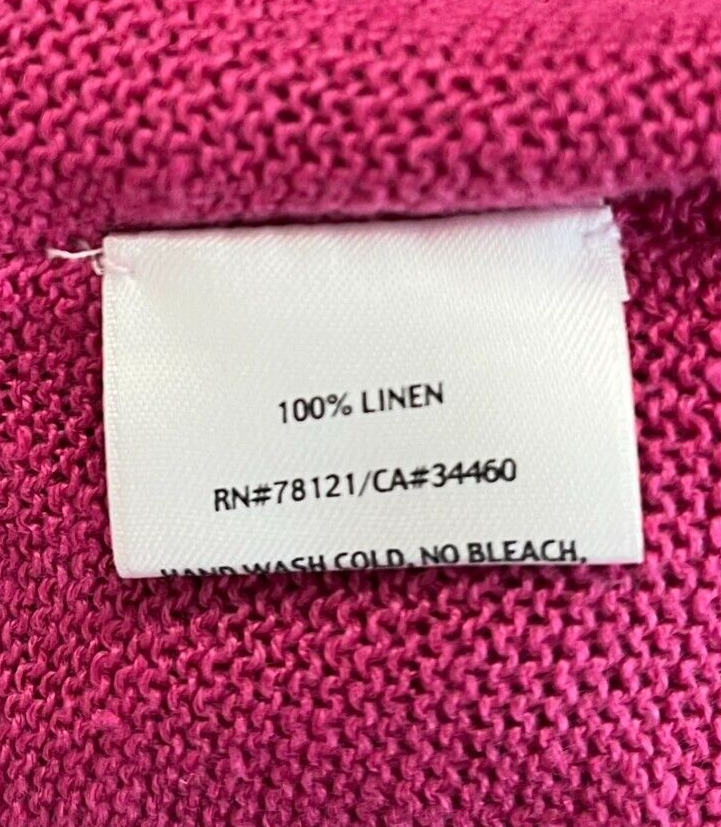 100% LINEN
RN#78121/CA#34460
HAND WASH COLD, NO BLEACH,